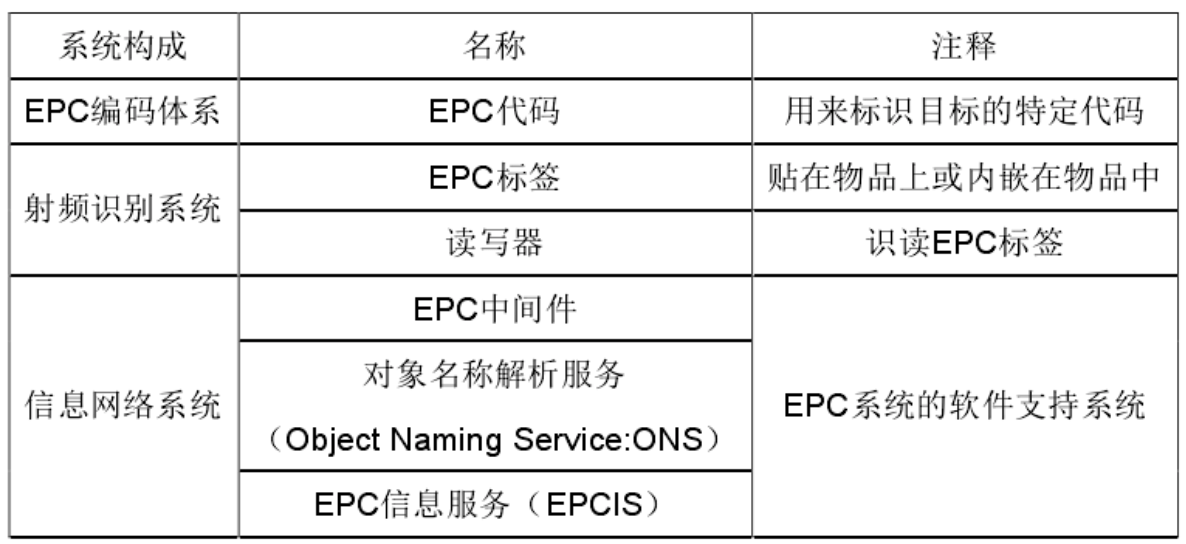 系统构成 名称 注释
EPC编码体系 EPC代码 用来标识目标的特定代码
射频识别系统 EPC标签 贴在物品上或内嵌在物品中
读写器 识读EPC标签
信息网络系统 EPC中间件 EPC系统的软件支持系统
对象名称解析服务
（Object Naming Service:ONS）
EPC信息服务（EPCIS）